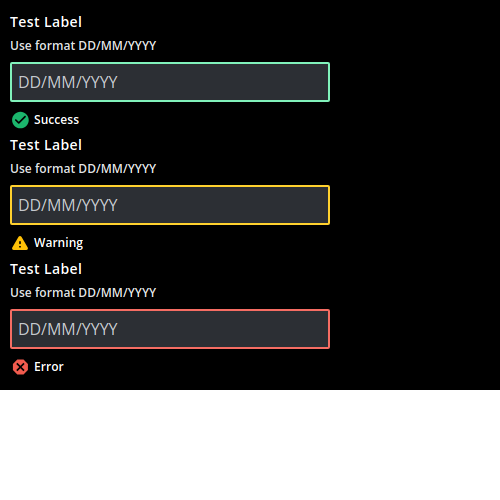 Test Label
Use format DD/MM/YYYY
DD/MM/YYYY
Success
Test Label
Use format DD/MM/YYYY
DD/MM/YYYY
Warning
Test Label
Use format DD/MM/YYYY
DD/MM/YYYY
Error